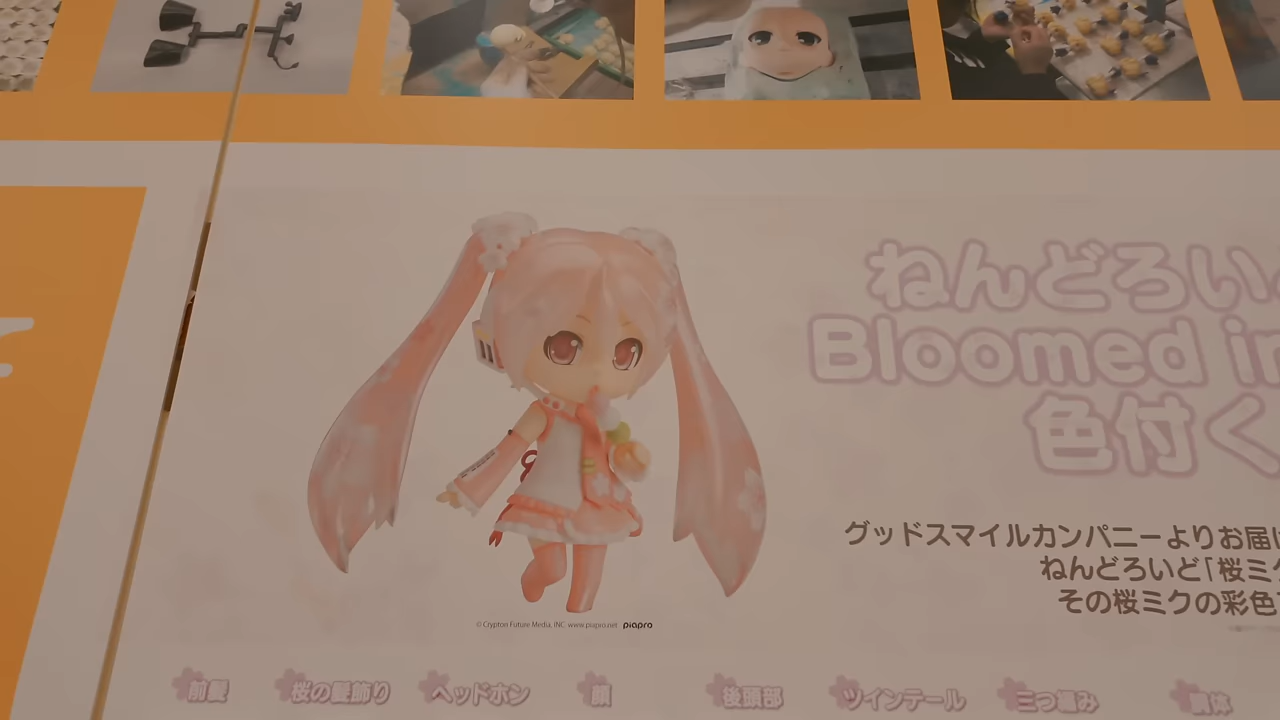 ねんどろい
Bloomed in
色付く
グッドスマイルカンパニーよりお届け
ねんどろいど「桜ミク
その桜ミクの彩色
© Crypton Future Media, INC. www.piapro.net piapro
前髪 桜の髪飾り ヘッドホン 顔 後頭部 ツインテール 三つ編み 胴体